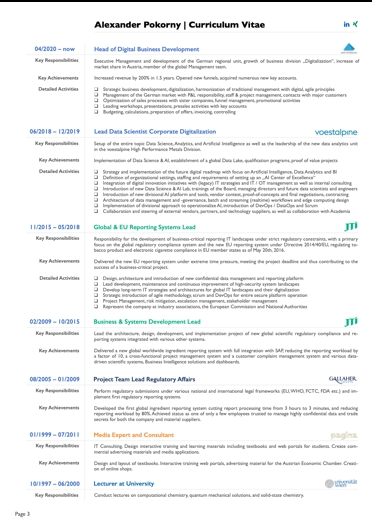 Alexander Pokorny | Curriculum Vitae
in
04/2020 – now Head of Digital Business Development
Key Responsibilities Executive Management and development of the German regional unit, growth of business division „Digitalization", increase of
market share in Austria, member of the global Management team.
Key Achievements Increased revenue by 200% in 1.5 years. Opened new funnels, acquired numerous new key accounts.
Detailed Activities ❑ Strategic business development, digitalization, harmonization of traditional management with digital, agile principles
❑ Management of the German market with P&L responsibility, staff & project management, contacts with major customers
❑ Optimisation of sales processes with sister companies, funnel management, promotional activities
❑ Leading workshops, presentations, presales activities with key accounts
❑ Budgeting, calculations, preparation of offers, invoicing, controlling
06/2018 – 12/2019 Lead Data Scientist Corporate Digitalization voestalpine
Key Responsibilities Setup of the entire topic Data Science, Analytics, and Artificial Intelligence as well as the leadership of the new data analytics unit
in the voestalpine High Performance Metals Division.
Key Achievements Implementation of Data Science & AI, establishment of a global Data Lake, qualification programs, proof of value projects
Detailed Activities ❑ Strategy and implementation of the future digital roadmap with focus on Artificial Intelligence, Data Analytics and BI
❑ Definition of organizational settings, staffing and requirements of setting up an „AI Center of Excellence"
❑ Integration of digital innovation initiatives with (legacy) IT strategies and IT / OT management as well as internal consulting
❑ Introduction of new Data Science & AI Lab, trainings of the Board, managing directors and future data scientists and engineers
❑ Introduction of new divisional AI platform and tools, vendor contest, proof-of-concepts and final negotiations, contracting
❑ Architecture of data management and -governance, batch and streaming (realtime) workflows and edge computing design
❑ Implementation of divisional approach to operationalize AI; introduction of DevOps / DataOps and Scrum
❑ Collaboration and steering of external vendors, partners, and technology suppliers, as well as collaboration with Academia
11/2015 – 05/2018 Global & EU Reporting Systems Lead JTI
Key Responsibilities Responsibility for the development of business-critical reporting IT landscapes under strict regulatory constraints, with a primary
focus on the global regulatory compliance system and the new EU reporting system under Directive 2014/40/EU, regulating to-
bacco product and electronic cigarette emissions compliance in EU member states as of May 20th, 2016.
Key Achievements Delivered the new EU reporting system under extreme time pressure, meeting the project deadline and thus contributing to the
success of a business-critical project.
Detailed Activities ❑ Design, architecture and introduction of new confidential data management and reporting platform
❑ Lead development, maintenance and continuous improvement of high-security system landscapes
❑ Develop long-term IT strategies and architectures for global IT landscapes and their digitalisation
❑ Strategic Introduction of agile methodology, scrum and DevOps for entire secure platform operation
❑ Project Management, risk mitigation, escalation management, stakeholder management
❑ Represent the company at industry associations, the European Commission and National Authorities
02/2009 – 10/2015 Business & Systems Development Lead JTI
Key Responsibilities Lead the architecture, design, development, and implementation project of new global scientific regulatory compliance and re-
porting systems integrated with various other systems.
Key Achievements Delivered a new global worldwide ingredient reporting system with full integration with SAP, reducing the reporting workload by
a factor of 10, a cross-functional project management system and a customer complaint management system and various data-
driven scientific systems, Business Intelligence solutions and dashboards.
08/2005 – 01/2009 Project Team Lead Regulatory Affairs GALLAHER
Key Responsibilities Perform regulatory submissions under various national and international legal frameworks (EU, WHO, FCTC, FDA etc.) and im-
plement first regulatory reporting systems.
Key Achievements Developed the first global ingredient reporting system cutting report processing time from 3 hours to 3 minutes, and reducing
reporting workload by 80%. Achieved status as one of only a few employees trusted to manage highly confidential data and trade
secrets for both the company and material suppliers.
01/1999 – 07/2011 Media Expert and Consultant pagina
Key Responsibilities IT Consulting. Design interactive training and learning materials including textbooks and web portals for students. Create com-
mercial advertising materials and media applications.
Key Achievements Design and layout of textbooks. Interactive training web portals, advertising material for the Austrian Economic Chamber. Creati-
on of online shops.
10/1997 – 06/2000 Lecturer at University universität wien
Key Responsibilities Conduct lectures on computational chemistry, quantum mechanical solutions, and solid-state chemistry.
Page 3